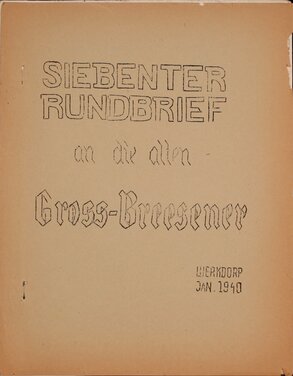 SIEBENTER
RUNDBRIEF
an die alten
Gross-Breesener
WERKDORP
JAN. 1940